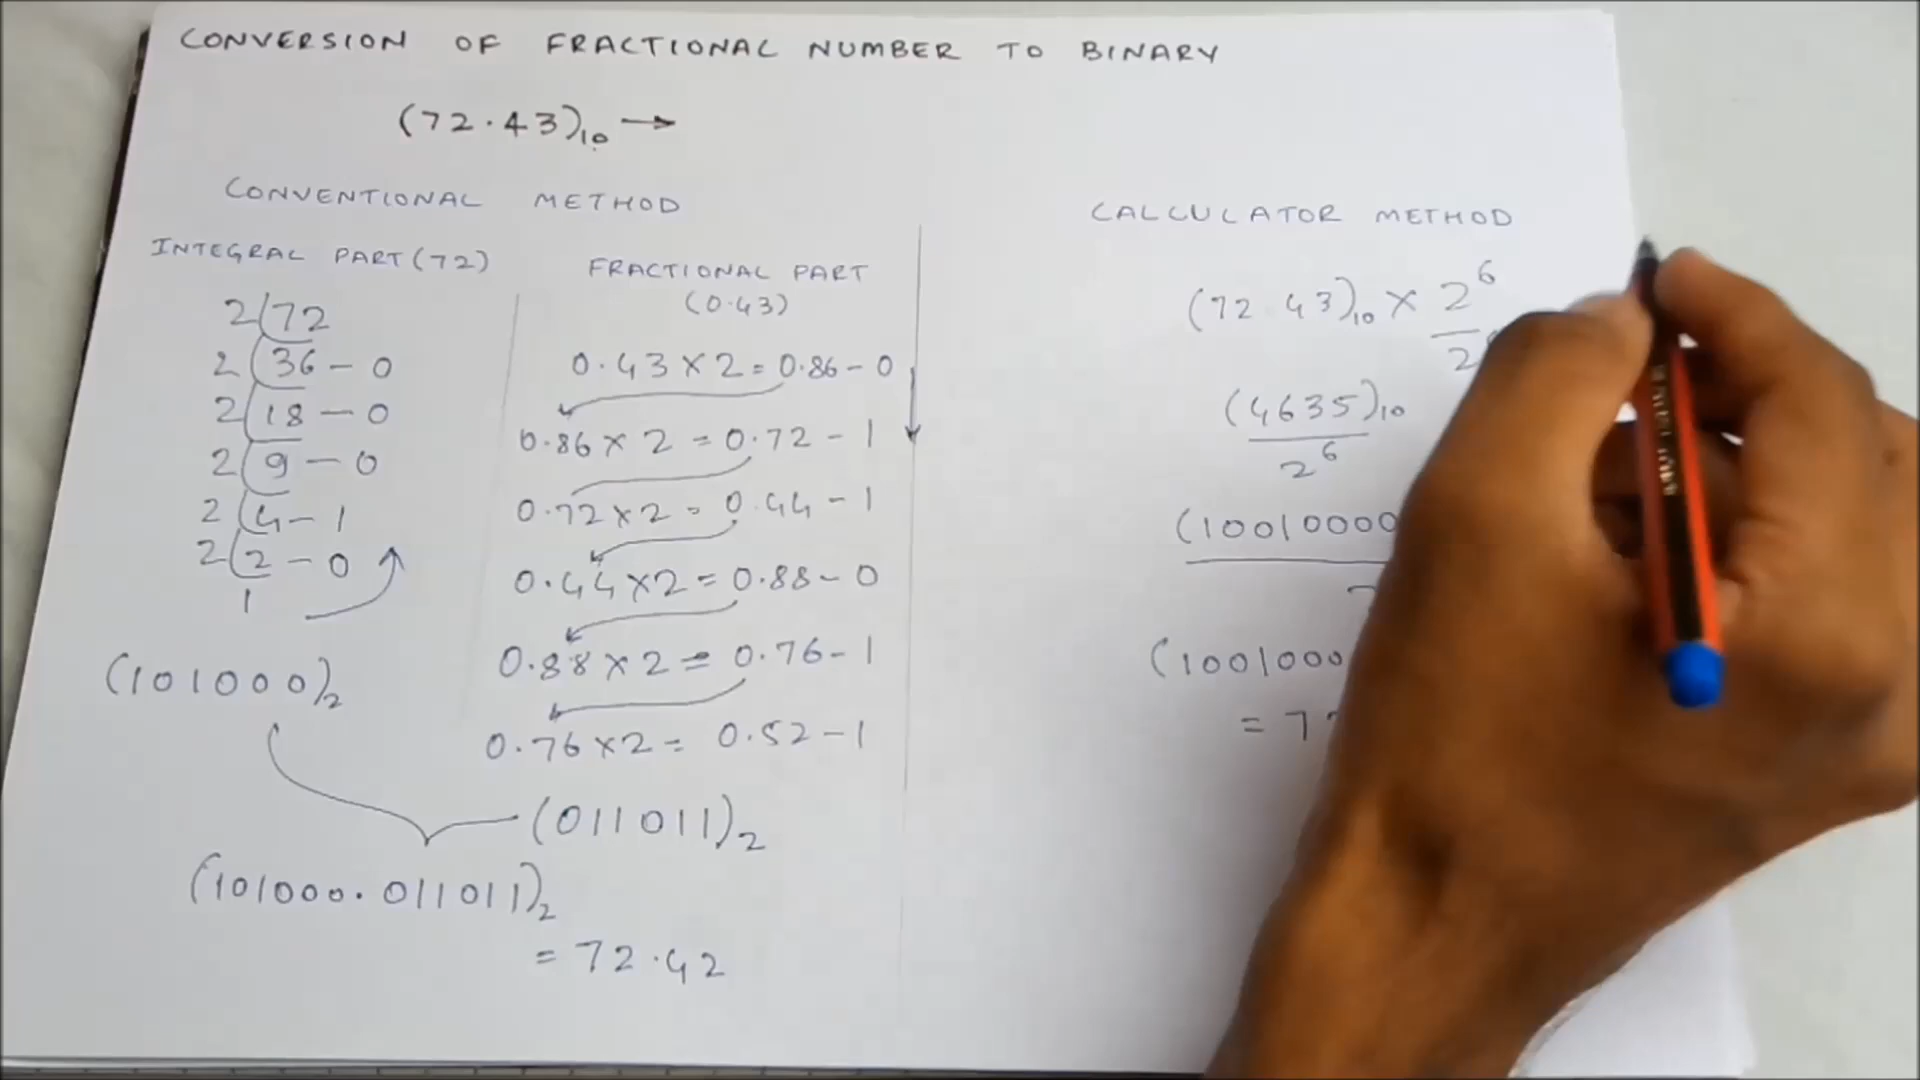 CONVERSION OF FRACTIONAL NUMBER TO BINARY
(72.43)10 →
CONVENTIONAL METHOD
INTEGRAL PART (72)
2 72
2 36 - 0
2 18 - 0
2 9 - 0
2 4 - 1
2 2 - 0
1
(101000)2
FRACTIONAL PART
(0.43)
0.43 × 2 = 0.86 - 0
0.86 × 2 = 0.72 - 1
0.72 × 2 = 0.44 - 1
0.44 × 2 = 0.88 - 0
0.88 × 2 = 0.76 - 1
0.76 × 2 = 0.52 - 1
(011011)2
(101000.011011)2
= 72.42
CALCULATOR METHOD
(72.43)10 × 2^6
2
(4635)10
2^6
(10010000
(1001000
= 7